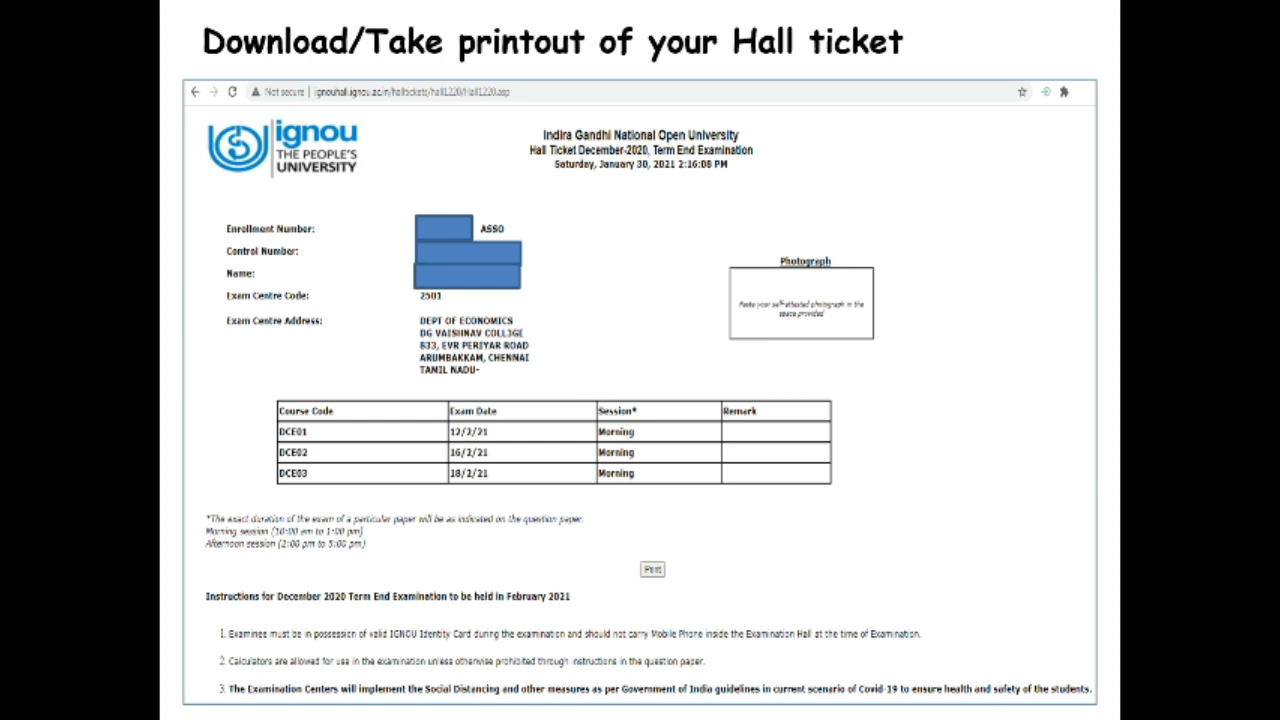 Download/Take printout of your Hall ticket
Not secure | ignouhall.ignou.ac.in/halltickets/hall1220/Hall1220.asp
ignou
THE PEOPLE'S
UNIVERSITY
Indira Gandhi National Open University
Hall Ticket December-2020, Term End Examination
Saturday, January 30, 2021 2:16:08 PM
Enrollment Number: ASSO
Control Number:
Name:
Exam Centre Code: 2501
Exam Centre Address: DEPT OF ECONOMICS
DG VAISHNAV COLLEGE
833, EVR PERIYAR ROAD
ARUMBAKKAM, CHENNAI
TAMIL NADU-
Photograph
Paste your self-attested photograph in the
space provided
Course Code Exam Date Session* Remark
DCE01 12/2/21 Morning
DCE02 16/2/21 Morning
DCE03 18/2/21 Morning
*The exact duration of the exam of a particular paper will be as indicated on the question paper.
Morning session (10:00 am to 1:00 pm)
Afternoon session (2:00 pm to 5:00 pm)
Print
Instructions for December 2020 Term End Examination to be held in February 2021
1. Examinee must be in possession of valid IGNOU Identity Card during the examination and should not carry Mobile Phone inside the Examination Hall at the time of Examination.
2. Calculators are allowed for use in the examination unless otherwise prohibited through instructions in the question paper.
3. The Examination Centers will implement the Social Distancing and other measures as per Government of India guidelines in current scenario of Covid-19 to ensure health and safety of the students.